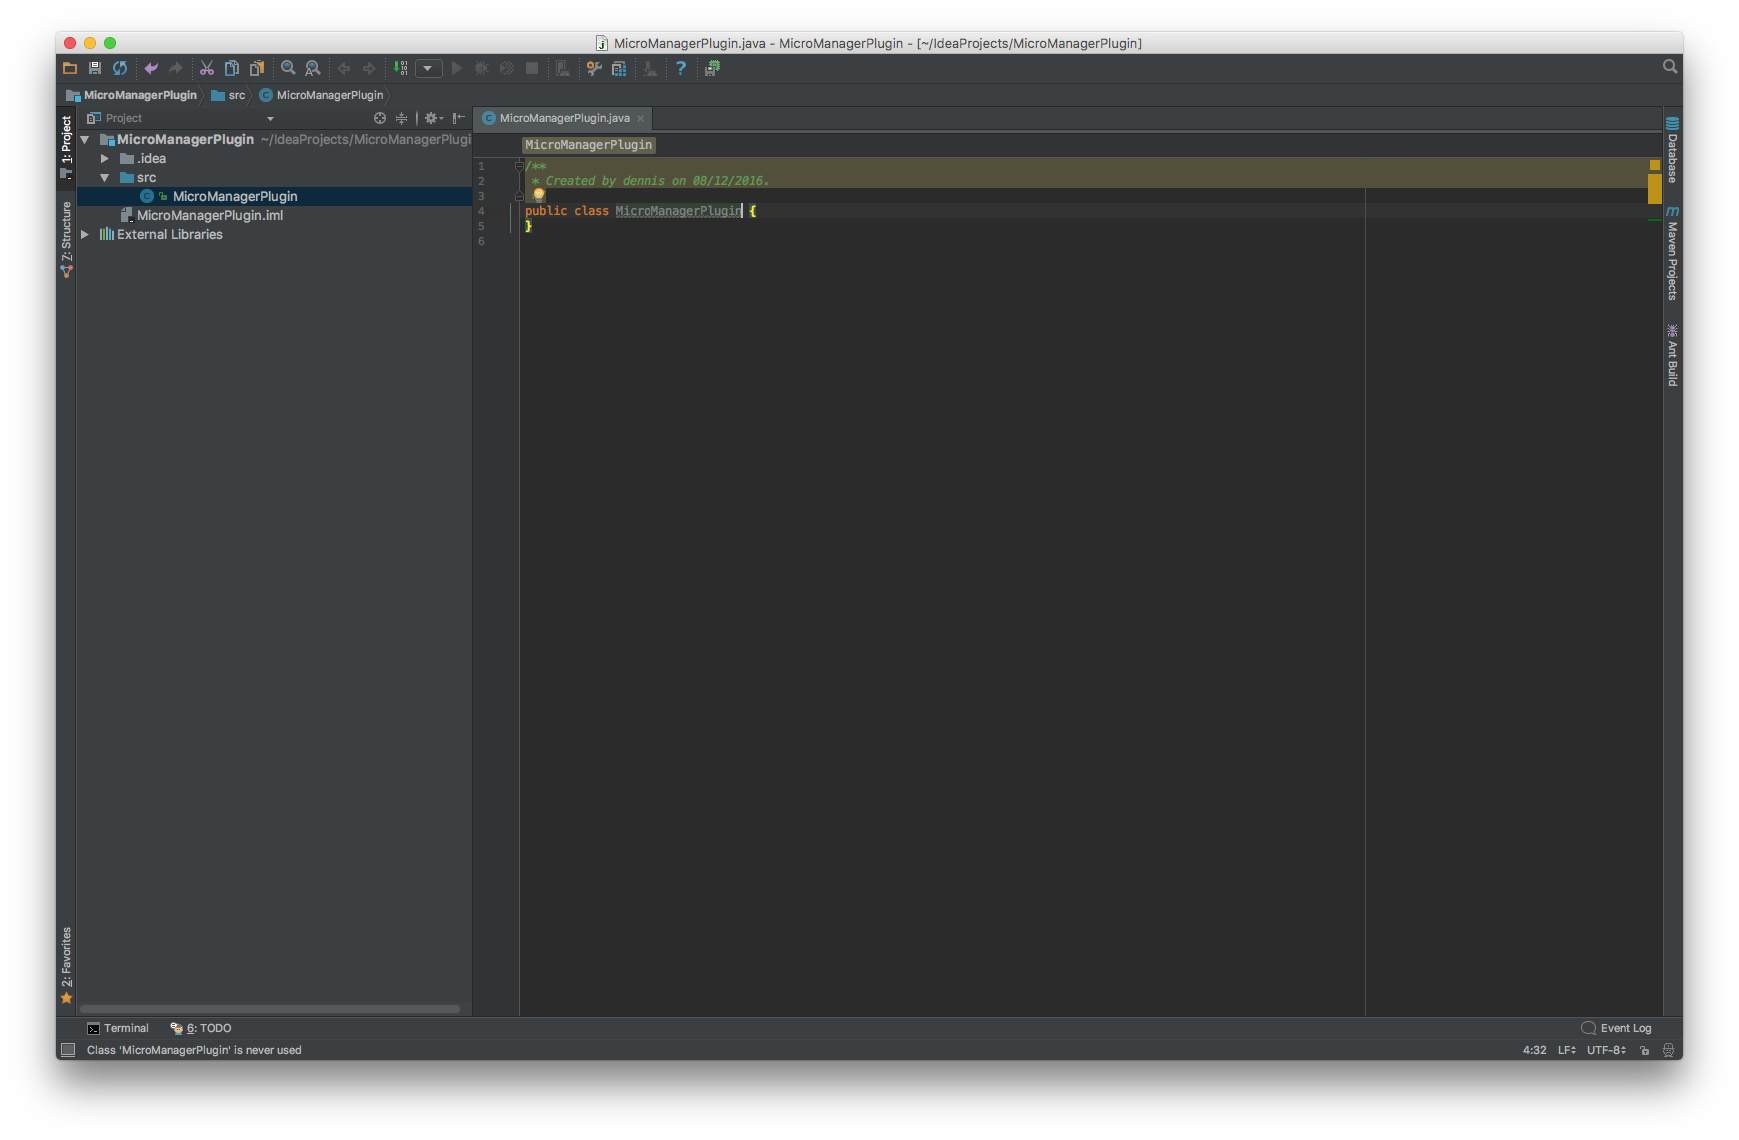 MicroManagerPlugin.java - MicroManagerPlugin - [~/IdeaProjects/MicroManagerPlugin]
MicroManagerPlugin src MicroManagerPlugin
1: Project
Project
MicroManagerPlugin.java
MicroManagerPlugin ~/IdeaProjects/MicroManagerPlugi
.idea
src
MicroManagerPlugin
MicroManagerPlugin.iml
External Libraries
7: Structure
2: Favorites
MicroManagerPlugin
1 /**
2 * Created by dennis on 08/12/2016.
3
4 public class MicroManagerPlugin {
5 }
6
Database
Maven Projects
Ant Build
Terminal 6: TODO Event Log
Class 'MicroManagerPlugin' is never used 4:32 LF UTF-8